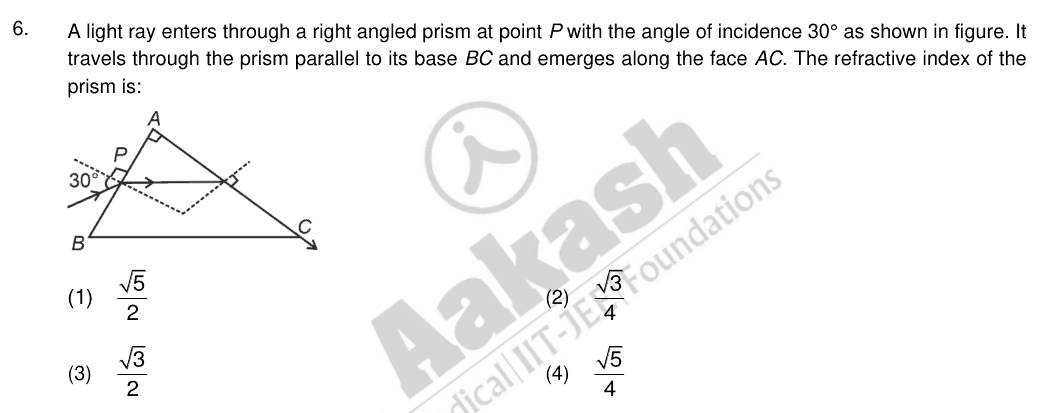 6. A light ray enters through a right angled prism at point P with the angle of incidence 30° as shown in figure. It
travels through the prism parallel to its base BC and emerges along the face AC. The refractive index of the
prism is:
A
P
30°
B
C
(1) √5/2
(2) √3/4
(3) √3/2
(4) √5/4
Aakash
dical|IIT-JEE|Foundations